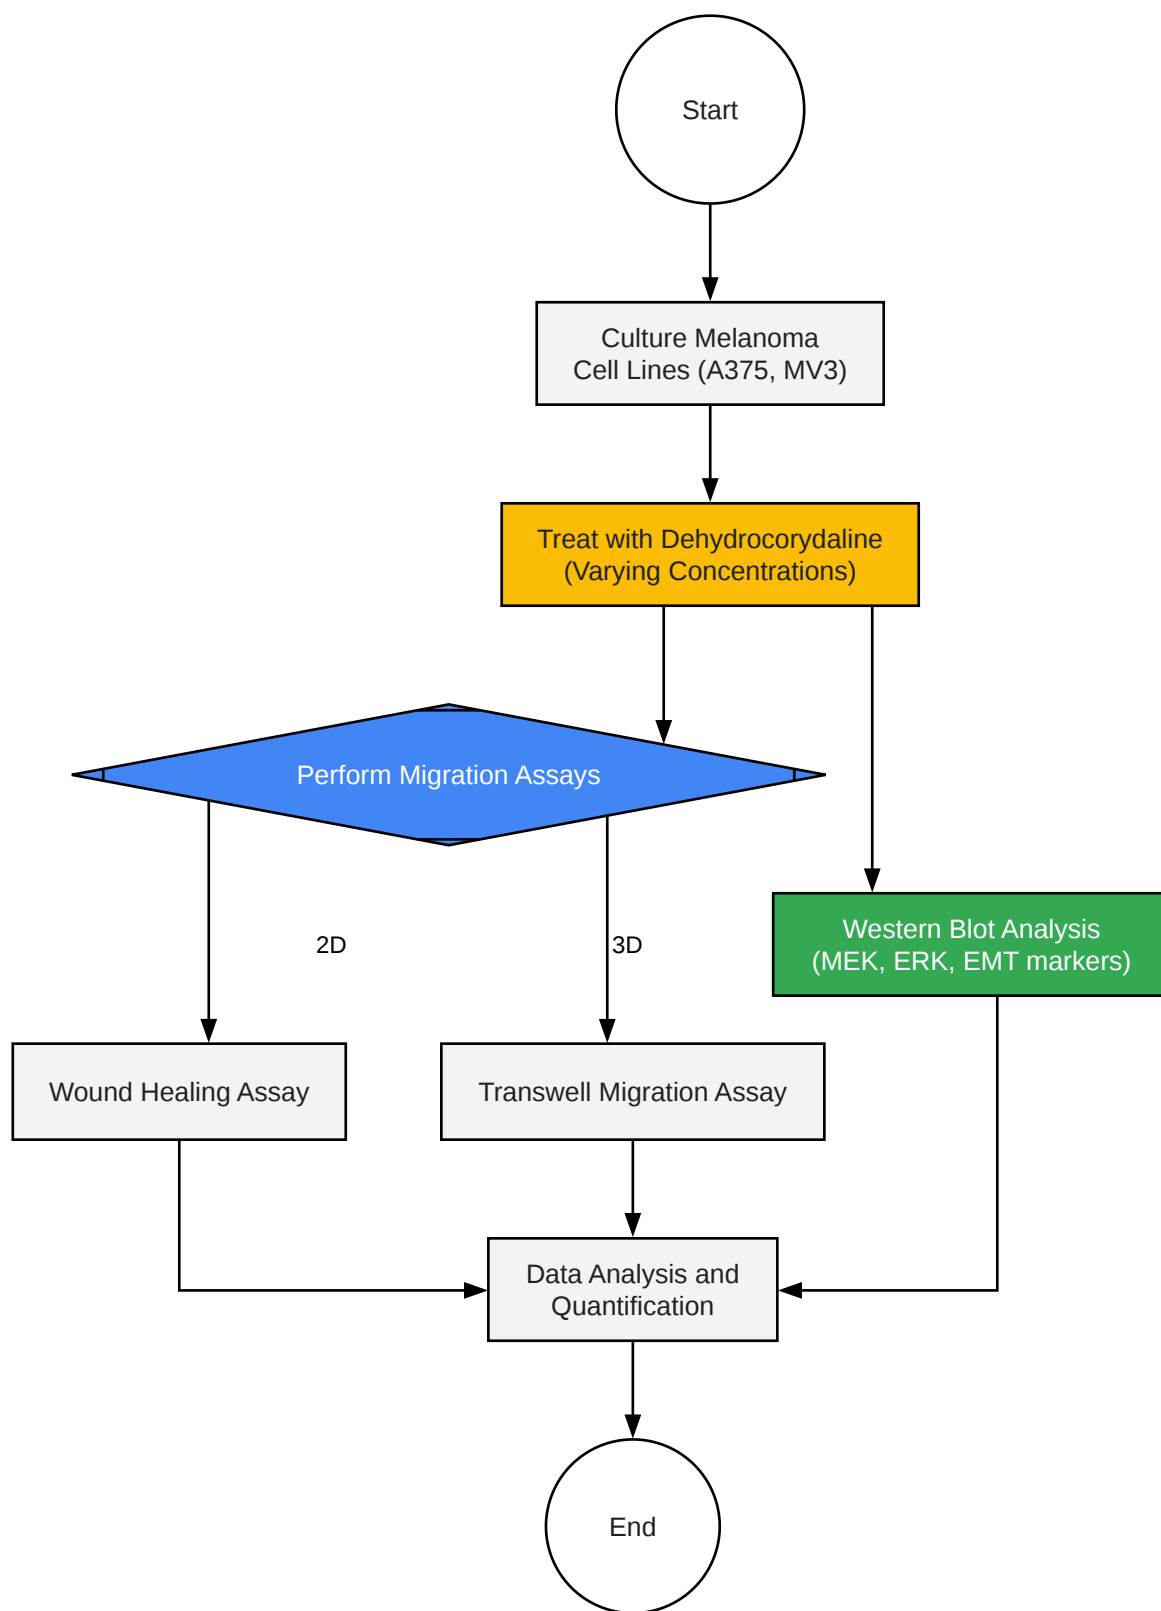 Start
Culture Melanoma
Cell Lines (A375, MV3)
Treat with Dehydrocorydaline
(Varying Concentrations)
Perform Migration Assays
2D
3D
Western Blot Analysis
(MEK, ERK, EMT markers)
Wound Healing Assay
Transwell Migration Assay
Data Analysis and
Quantification
End